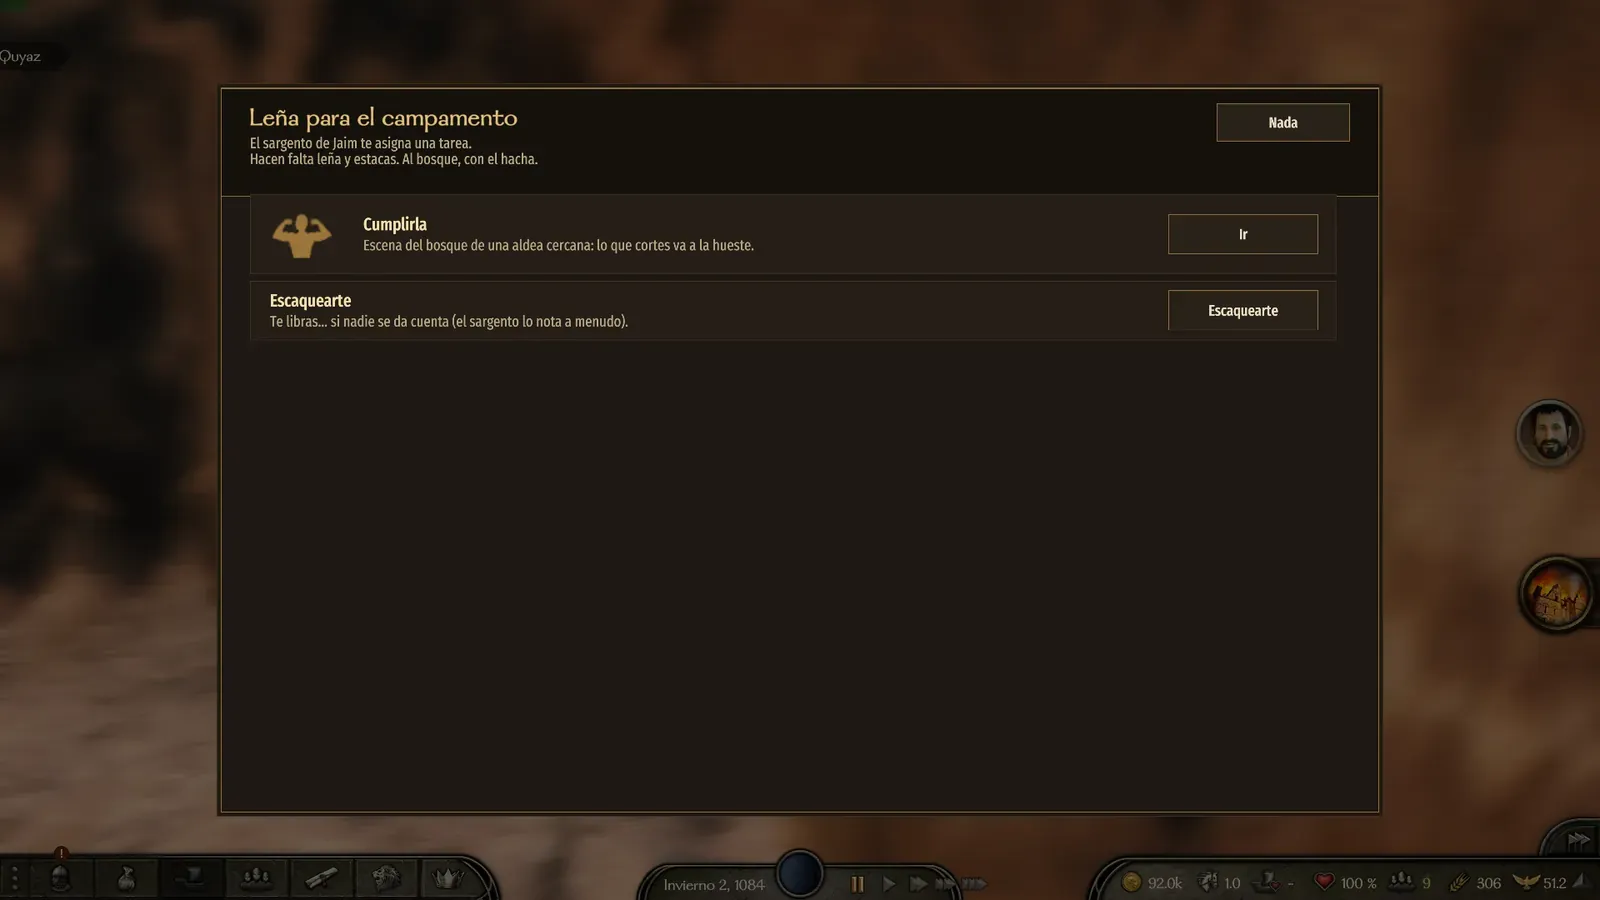 Quyaz
Leña para el campamento
El sargento de Jaim te asigna una tarea.
Hacen falta leña y estacas. Al bosque, con el hacha.
Nada
Cumplirla
Escena del bosque de una aldea cercana: lo que cortes va a la hueste.
Ir
Escaquearte
Te libras... si nadie se da cuenta (el sargento lo nota a menudo).
Escaquearte
!
Invierno 2, 1084
92.0k
1.0
-
100 %
9
306
51.2